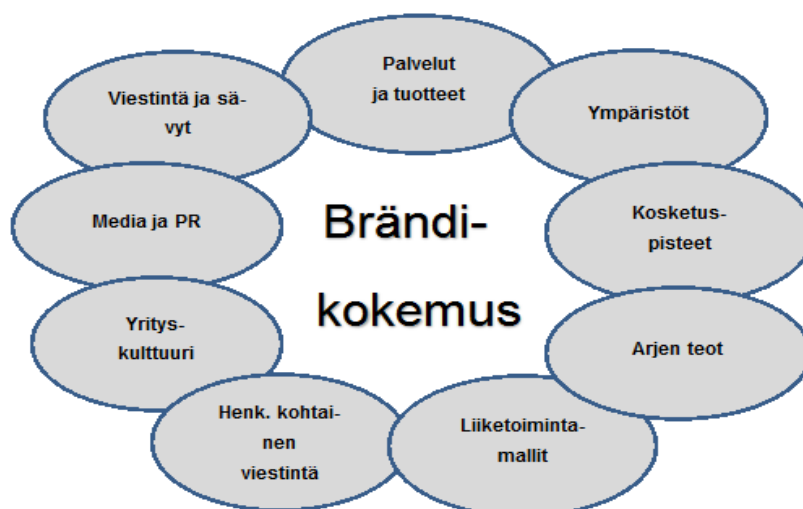 Palvelut
ja tuotteet
Viestintä ja sä-
vyt
Ympäristöt
Media ja PR
Brändi-
kokemus
Kosketus-
pisteet
Yritys-
kulttuuri
Arjen teot
Henk. kohtai-
nen
viestintä
Liiketoiminta-
mallit